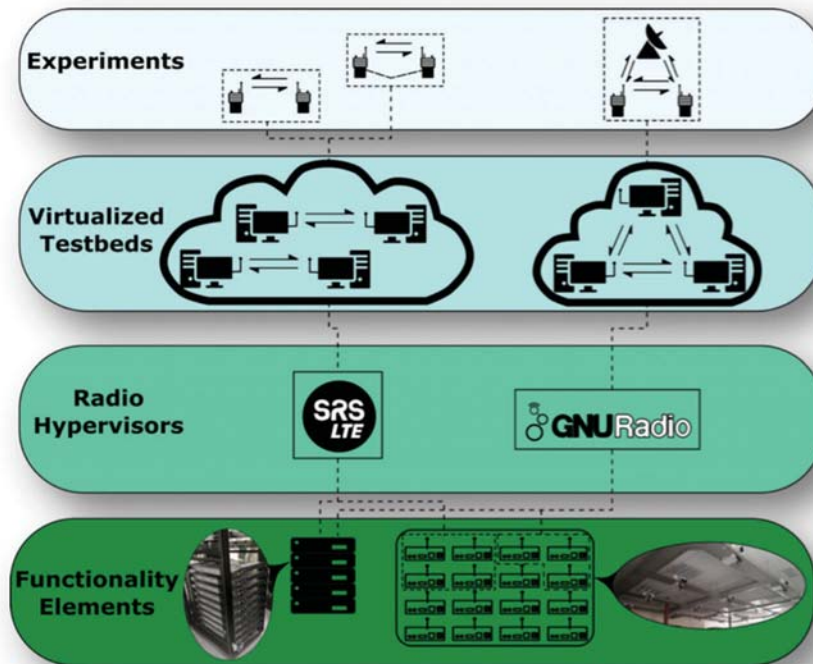 Experiments
Virtualized
Testbeds
Radio
Hypervisors
SRS
LTE
GNURadio
Functionality
Elements